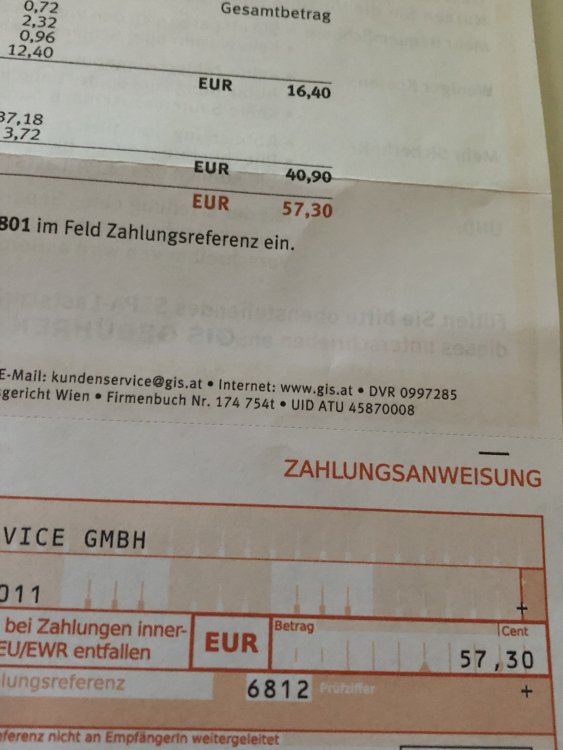 0,72
Gesamtbetrag
2,32
0,96
12,40
EUR 16,40
37,18
3,72
EUR 40,90
EUR 57,30
801 im Feld Zahlungsreferenz ein.
E-Mail: kundenservice@gis.at • Internet: www.gis.at • DVR 0997285
sgericht Wien • Firmenbuch Nr. 174 754t • UID ATU 45870008
ZAHLUNGSANWEISUNG
VICE GMBH
011
+
bei Zahlungen inner-
EU/EWR entfallen
EUR
Betrag
Cent
57,30
lungsreferenz
6812
Prüfziffer
+
eferenz nicht an EmpfängerIn weitergeleitet